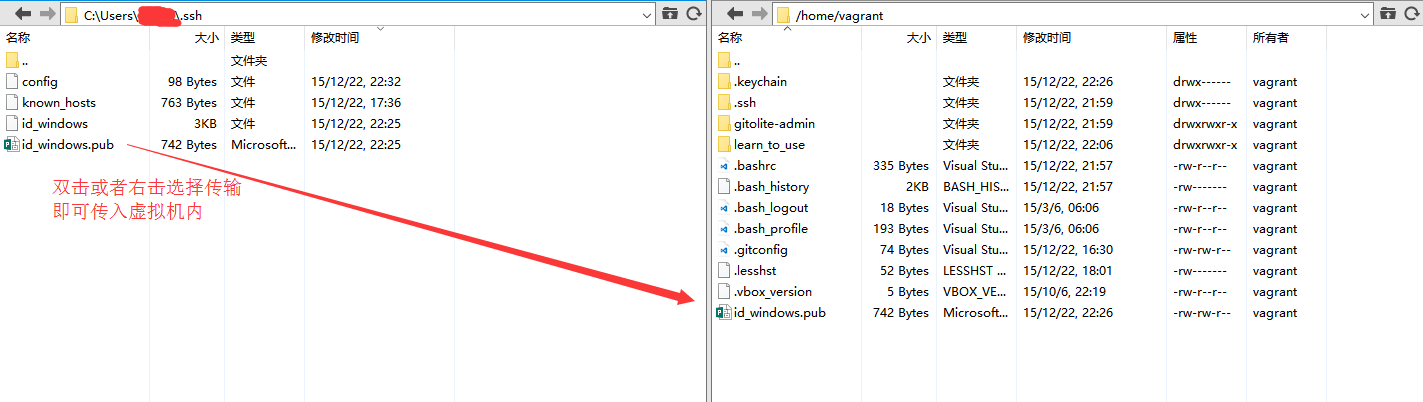 C:\Users\ \.ssh
名称 大小 类型 修改时间
.. 文件夹
config 98 Bytes 文件 15/12/22, 22:32
known_hosts 763 Bytes 文件 15/12/22, 17:36
id_windows 3KB 文件 15/12/22, 22:25
id_windows.pub 742 Bytes Microsoft... 15/12/22, 22:25
双击或者右击选择传输
即可传入虚拟机内
/home/vagrant
名称 大小 类型 修改时间 属性 所有者
..
.keychain 文件夹 15/12/22, 22:26 drwx------ vagrant
.ssh 文件夹 15/12/22, 21:59 drwx------ vagrant
gitolite-admin 文件夹 15/12/22, 21:59 drwxrwxr-x vagrant
learn_to_use 文件夹 15/12/22, 22:06 drwxrwxr-x vagrant
.bashrc 335 Bytes Visual Stu... 15/12/22, 21:57 -rw-r--r-- vagrant
.bash_history 2KB BASH_HIS... 15/12/22, 21:57 -rw------- vagrant
.bash_logout 18 Bytes Visual Stu... 15/3/6, 06:06 -rw-r--r-- vagrant
.bash_profile 193 Bytes Visual Stu... 15/3/6, 06:06 -rw-r--r-- vagrant
.gitconfig 74 Bytes Visual Stu... 15/12/22, 16:30 -rw-rw-r-- vagrant
.lesshst 52 Bytes LESSHST ... 15/12/22, 18:01 -rw------- vagrant
.vbox_version 5 Bytes VBOX_VE... 15/10/6, 22:19 -rw-r--r-- vagrant
id_windows.pub 742 Bytes Microsoft... 15/12/22, 22:26 -rw-rw-r-- vagrant